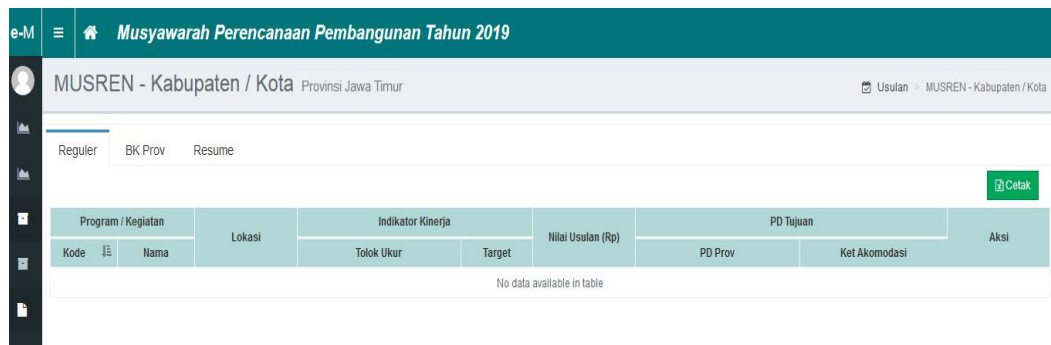 e-M Musyawarah Perencanaan Pembangunan Tahun 2019
MUSREN - Kabupaten / Kota Provinsi Jawa Timur
Usulan > MUSREN - Kabupaten / Kota
Reguler BK Prov Resume
Cetak
Program / Kegiatan Lokasi Indikator Kinerja Nilai Usulan (Rp) PD Tujuan Aksi
Kode Nama Tolok Ukur Target PD Prov Ket Akomodasi
No data available in table